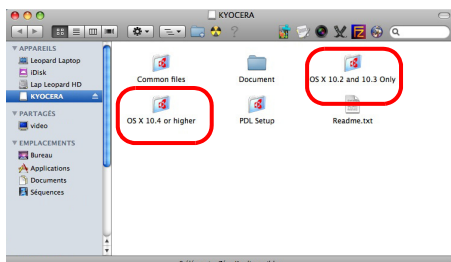 KYOCERA
APPAREILS
Leopard Laptop
iDisk
Lap Leopard HD
KYOCERA
PARTAGÉS
video
EMPLACEMENTS
Bureau
Applications
Documents
Séquences
Common files
Document
OS X 10.2 and 10.3 Only
OS X 10.4 or higher
PDL Setup
Readme.txt